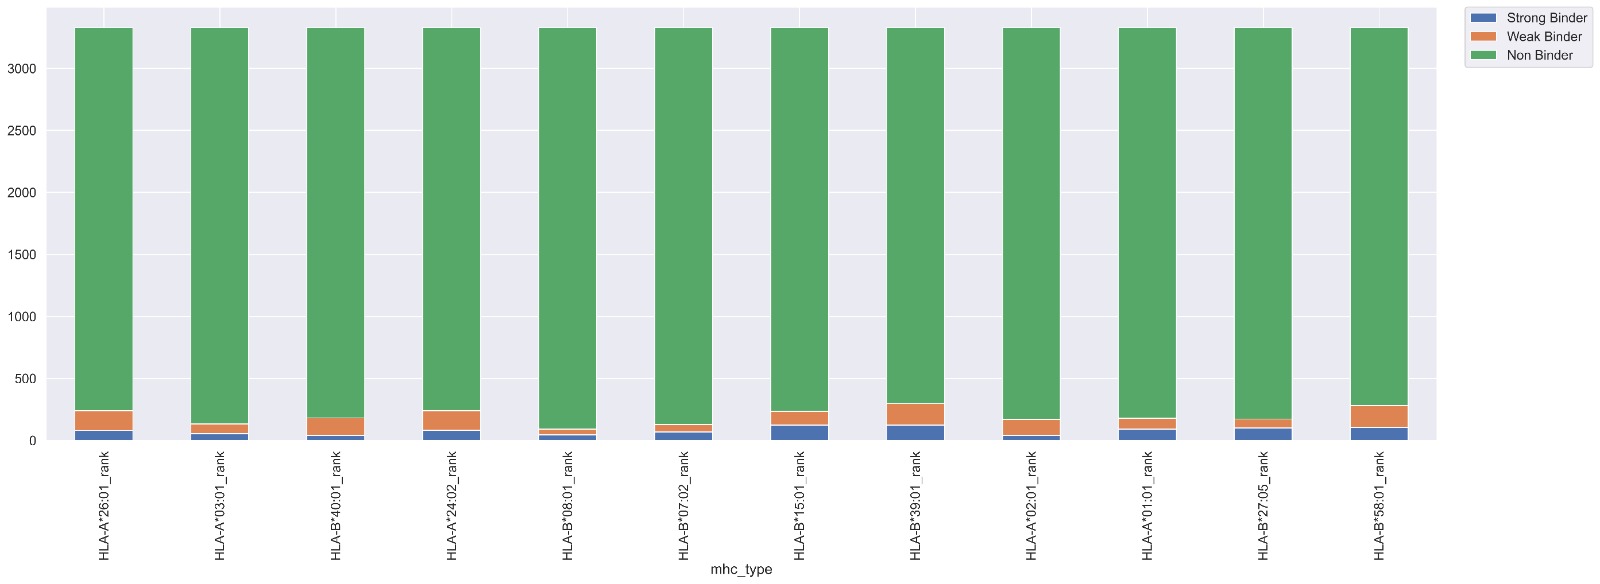 Strong Binder
Weak Binder
Non Binder
3000
2500
2000
1500
1000
500
0
HLA-A*26:01_rank
HLA-A*03:01_rank
HLA-B*40:01_rank
HLA-A*24:02_rank
HLA-B*08:01_rank
HLA-B*07:02_rank
HLA-B*15:01_rank
HLA-B*39:01_rank
HLA-A*02:01_rank
HLA-A*01:01_rank
HLA-B*27:05_rank
HLA-B*58:01_rank
mhc_type